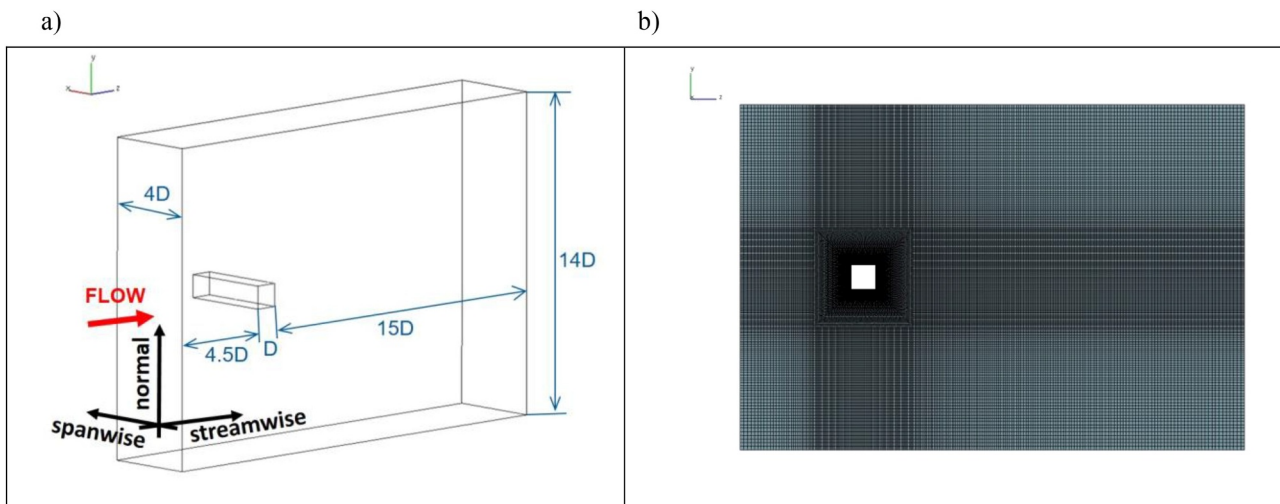 a)
b)
y
x
z
4D
FLOW
normal
spanwise
streamwise
4.5D
D
15D
14D
y
x
z